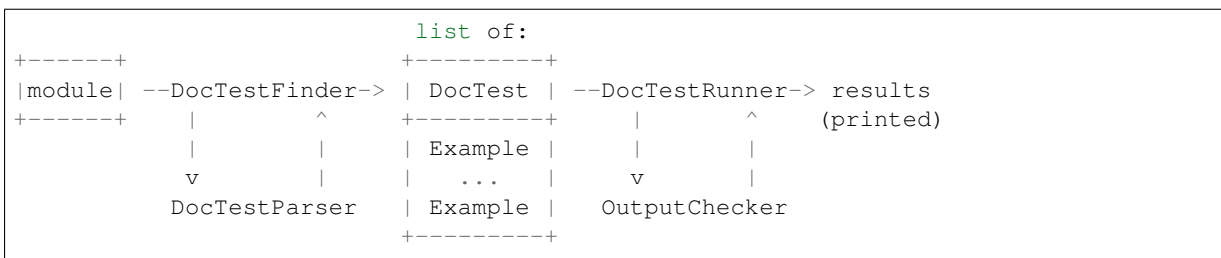 list of:
+------+                   +---------+
|module| --DocTestFinder-> | DocTest | --DocTestRunner-> results
+------+    |        ^     +---------+     |       ^    (printed)
            |        |     | Example |     |       |
            v        |     |   ...   |     v       |
           DocTestParser   | Example |   OutputChecker
                           +---------+